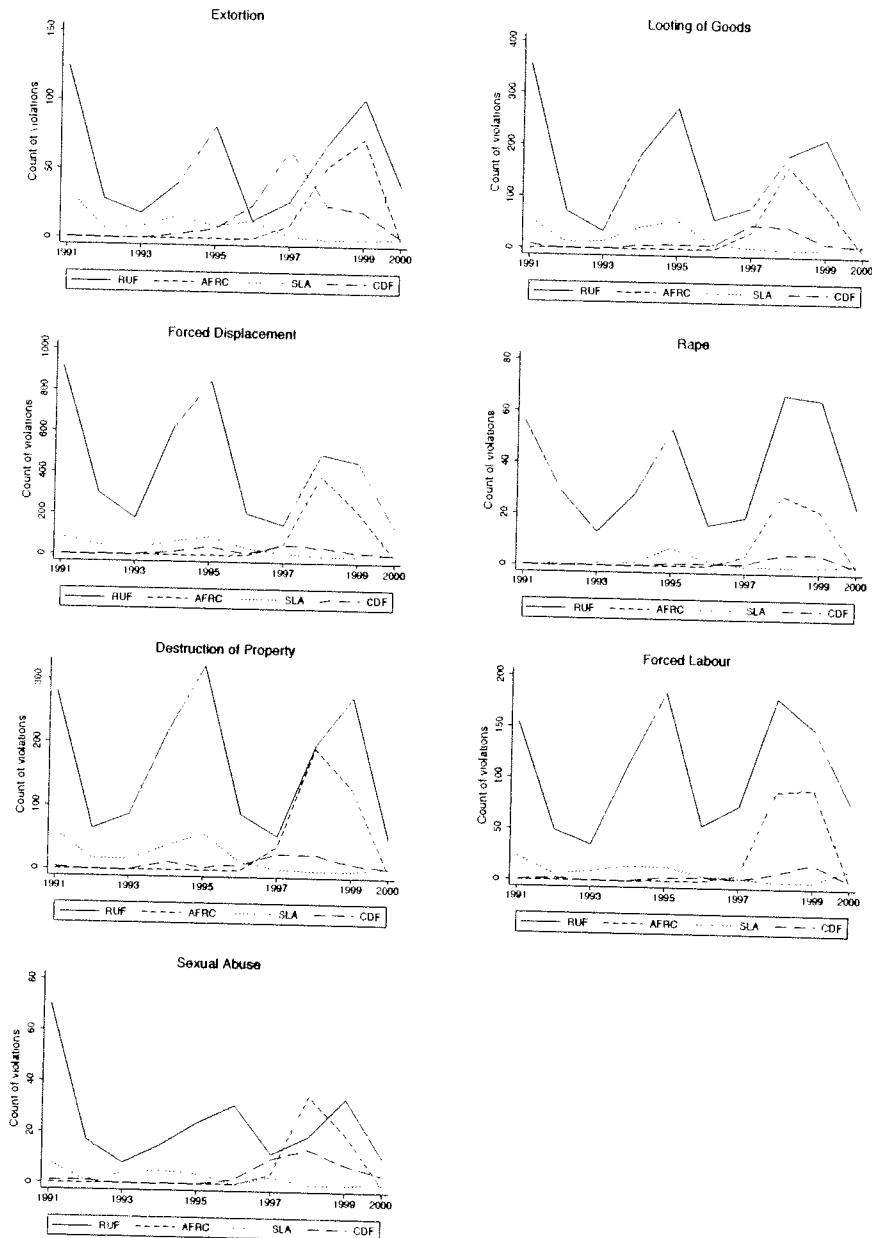 Extortion
Count of violations
150
100
50
0
1991 1993 1995 1997 1999 2000
RUF AFRC SLA CDF
Looting of Goods
Count of violations
400
300
200
100
0
1991 1993 1995 1997 1999 2000
RUF AFRC SLA CDF
Forced Displacement
Count of violations
1000
800
600
400
200
0
1991 1993 1995 1997 1999 2000
RUF AFRC SLA CDF
Rape
Count of violations
80
60
40
20
0
1991 1993 1995 1997 1999 2000
RUF AFRC SLA CDF
Destruction of Property
Count of violations
300
200
100
0
1991 1993 1995 1997 1999 2000
RUF AFRC SLA CDF
Forced Labour
Count of violations
200
150
100
50
0
1991 1993 1995 1997 1999 2000
RUF AFRC SLA CDF
Sexual Abuse
Count of violations
80
60
40
20
0
1991 1993 1995 1997 1999 2000
RUF AFRC SLA CDF